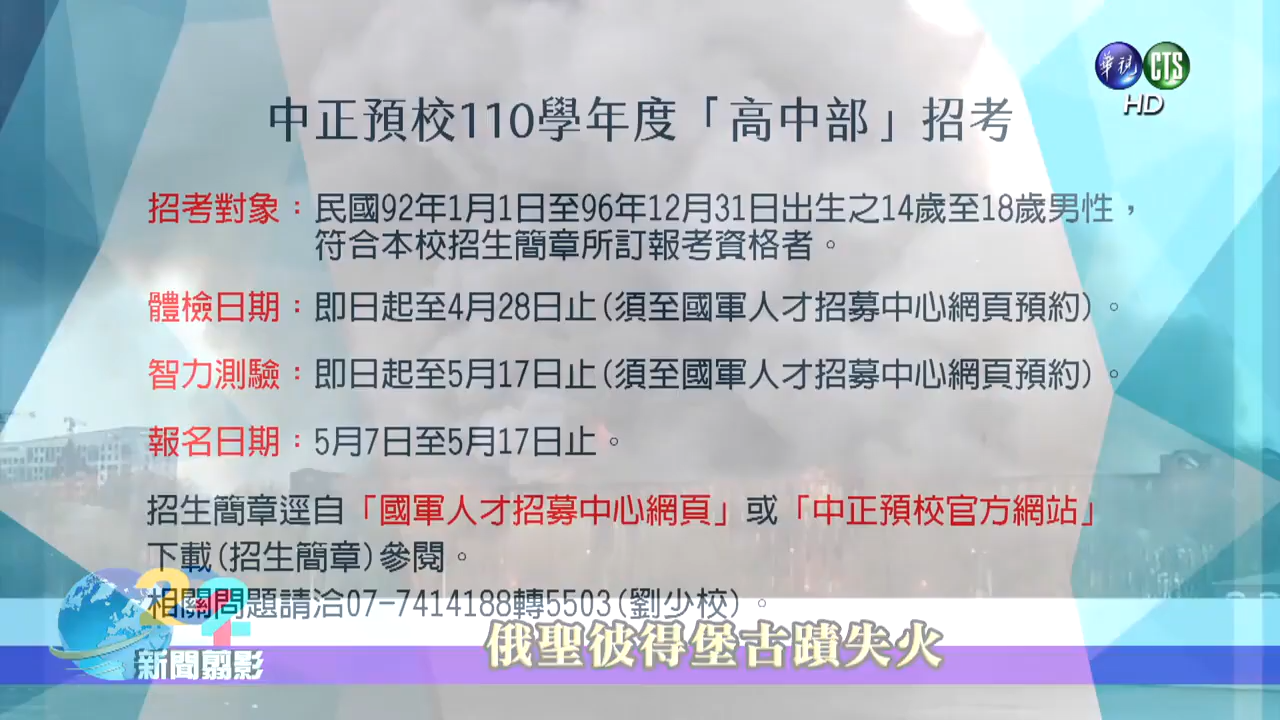 華視 CTS
HD
中正預校110學年度「高中部」招考
招考對象：民國92年1月1日至96年12月31日出生之14歲至18歲男性，
符合本校招生簡章所訂報考資格者。
體檢日期：即日起至4月28日止(須至國軍人才招募中心網頁預約)。
智力測驗：即日起至5月17日止(須至國軍人才招募中心網頁預約)。
報名日期：5月7日至5月17日止。
招生簡章逕自「國軍人才招募中心網頁」或「中正預校官方網站」
下載(招生簡章)參閱。
相關問題請洽07-7414188轉5503(劉少校)。
俄聖彼得堡古蹟失火
新聞剪影